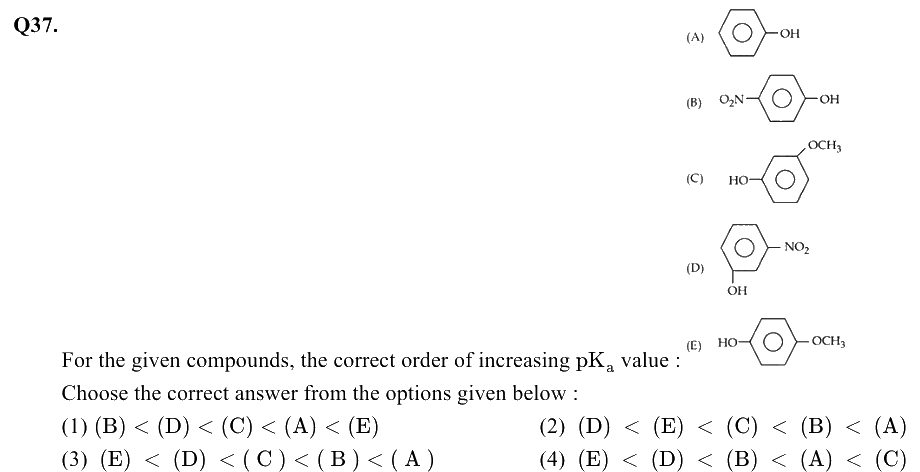 Q37.
(A) OH
(B) O₂N OH
(C) HO OCH₃
(D) NO₂
OH
(E) HO OCH₃
For the given compounds, the correct order of increasing pKₐ value :
Choose the correct answer from the options given below :
(1) (B) < (D) < (C) < (A) < (E) (2) (D) < (E) < (C) < (B) < (A)
(3) (E) < (D) < ( C ) < ( B ) < ( A ) (4) (E) < (D) < (B) < (A) < (C)